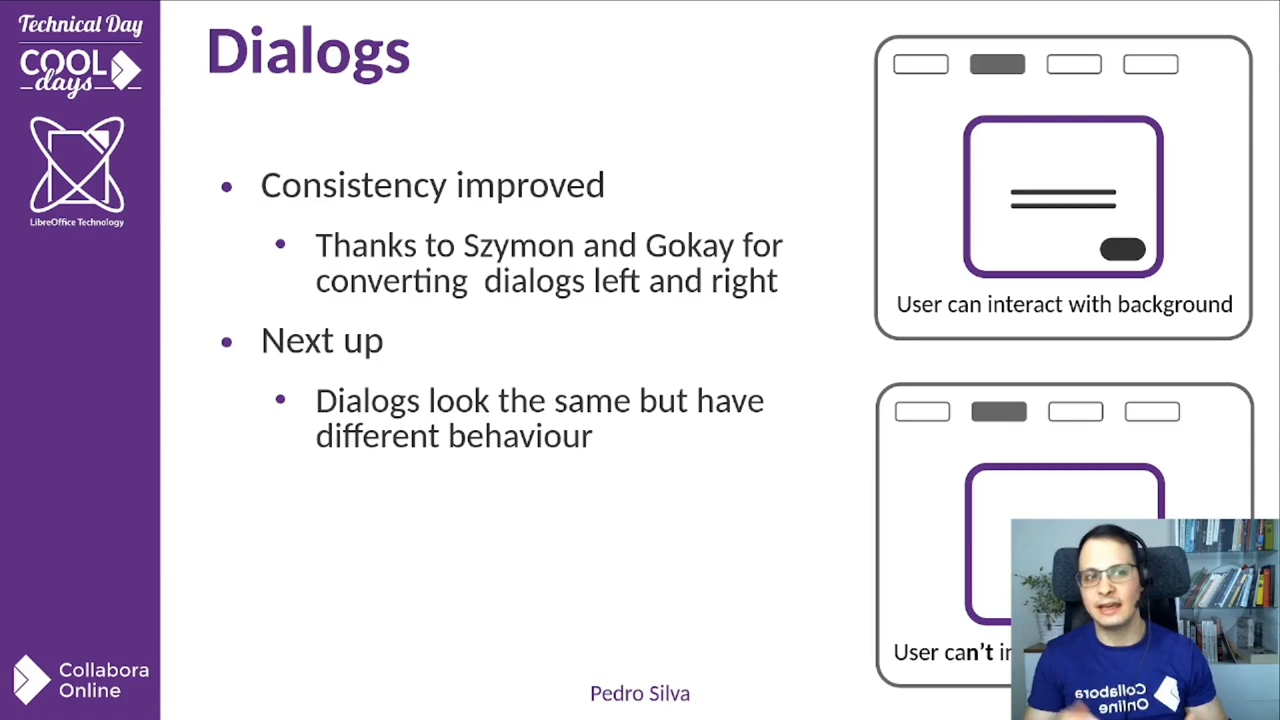 Technical Day
COOL
days
LibreOffice Technology
Dialogs
Consistency improved
Thanks to Szymon and Gokay for
converting dialogs left and right
Next up
Dialogs look the same but have
different behaviour
User can interact with background
User can't
Pedro Silva
Collabora
Online
Collabora
Online